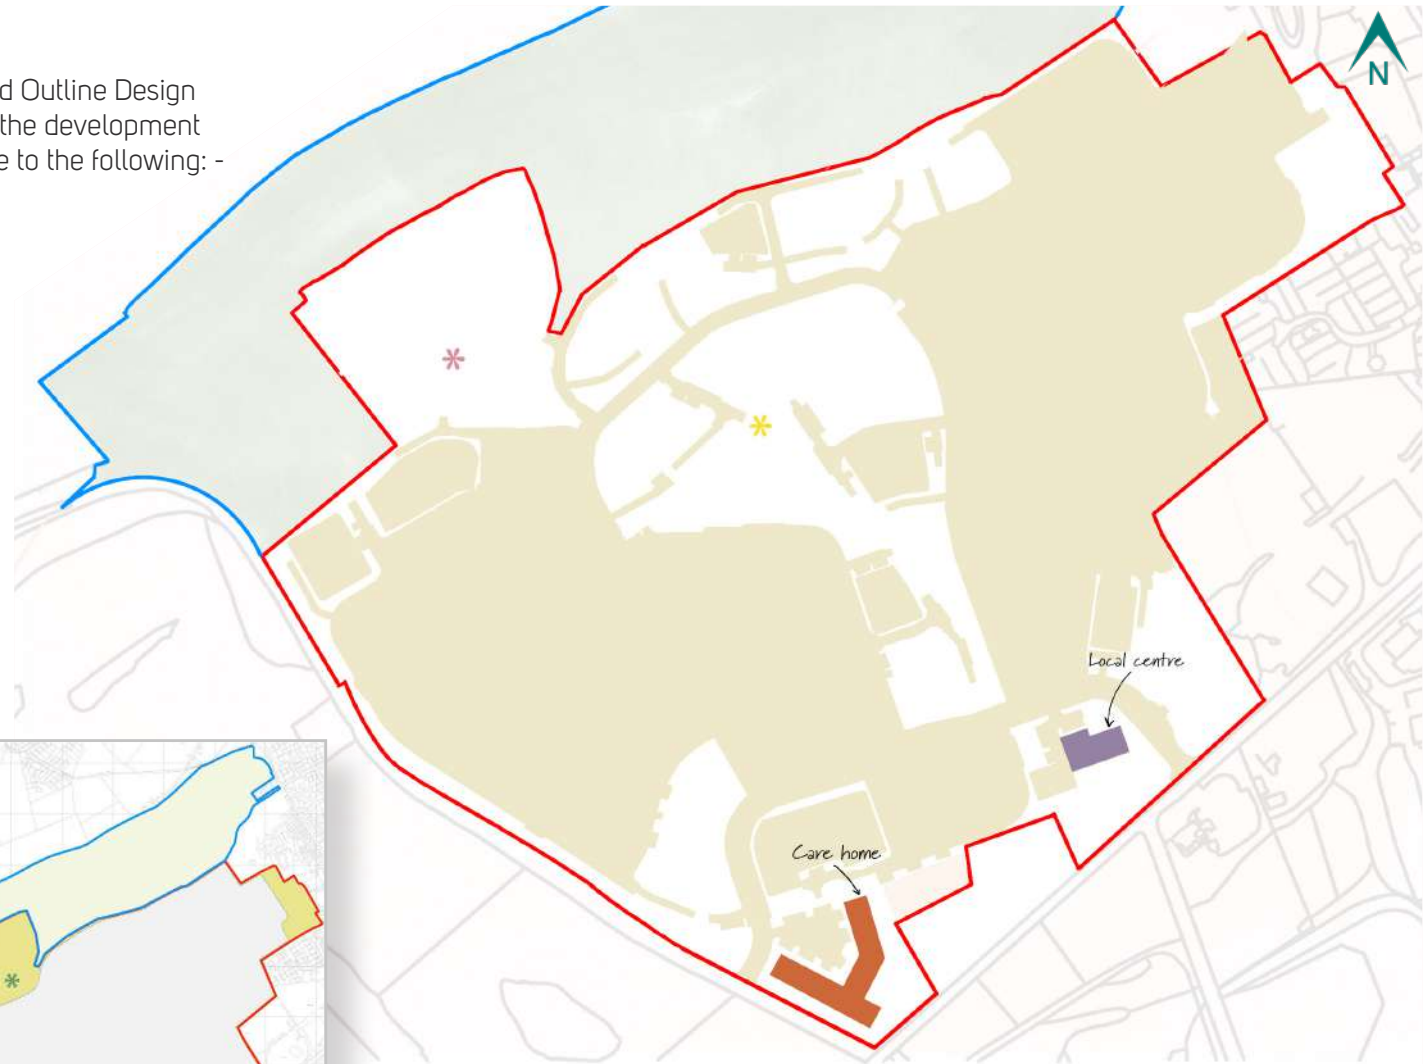 d Outline Design
the development
e to the following: -
N
Local centre
Care home